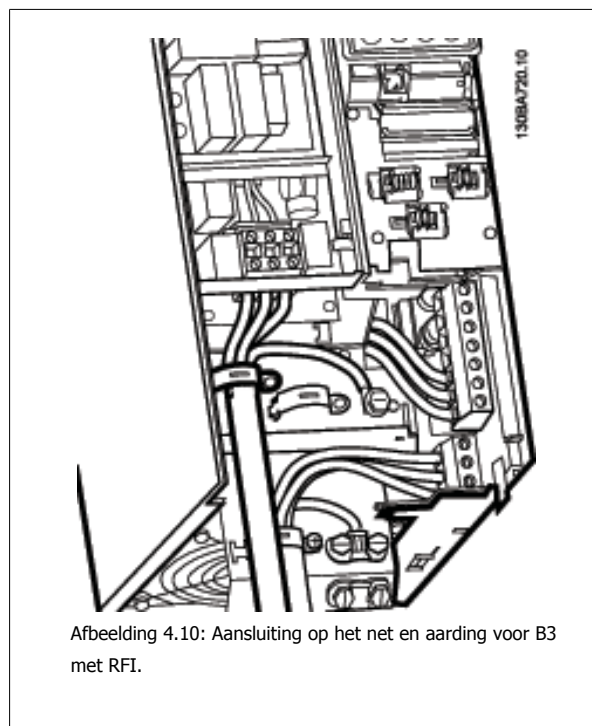 130BA720.10
Afbeelding 4.10: Aansluiting op het net en aarding voor B3
met RFI.